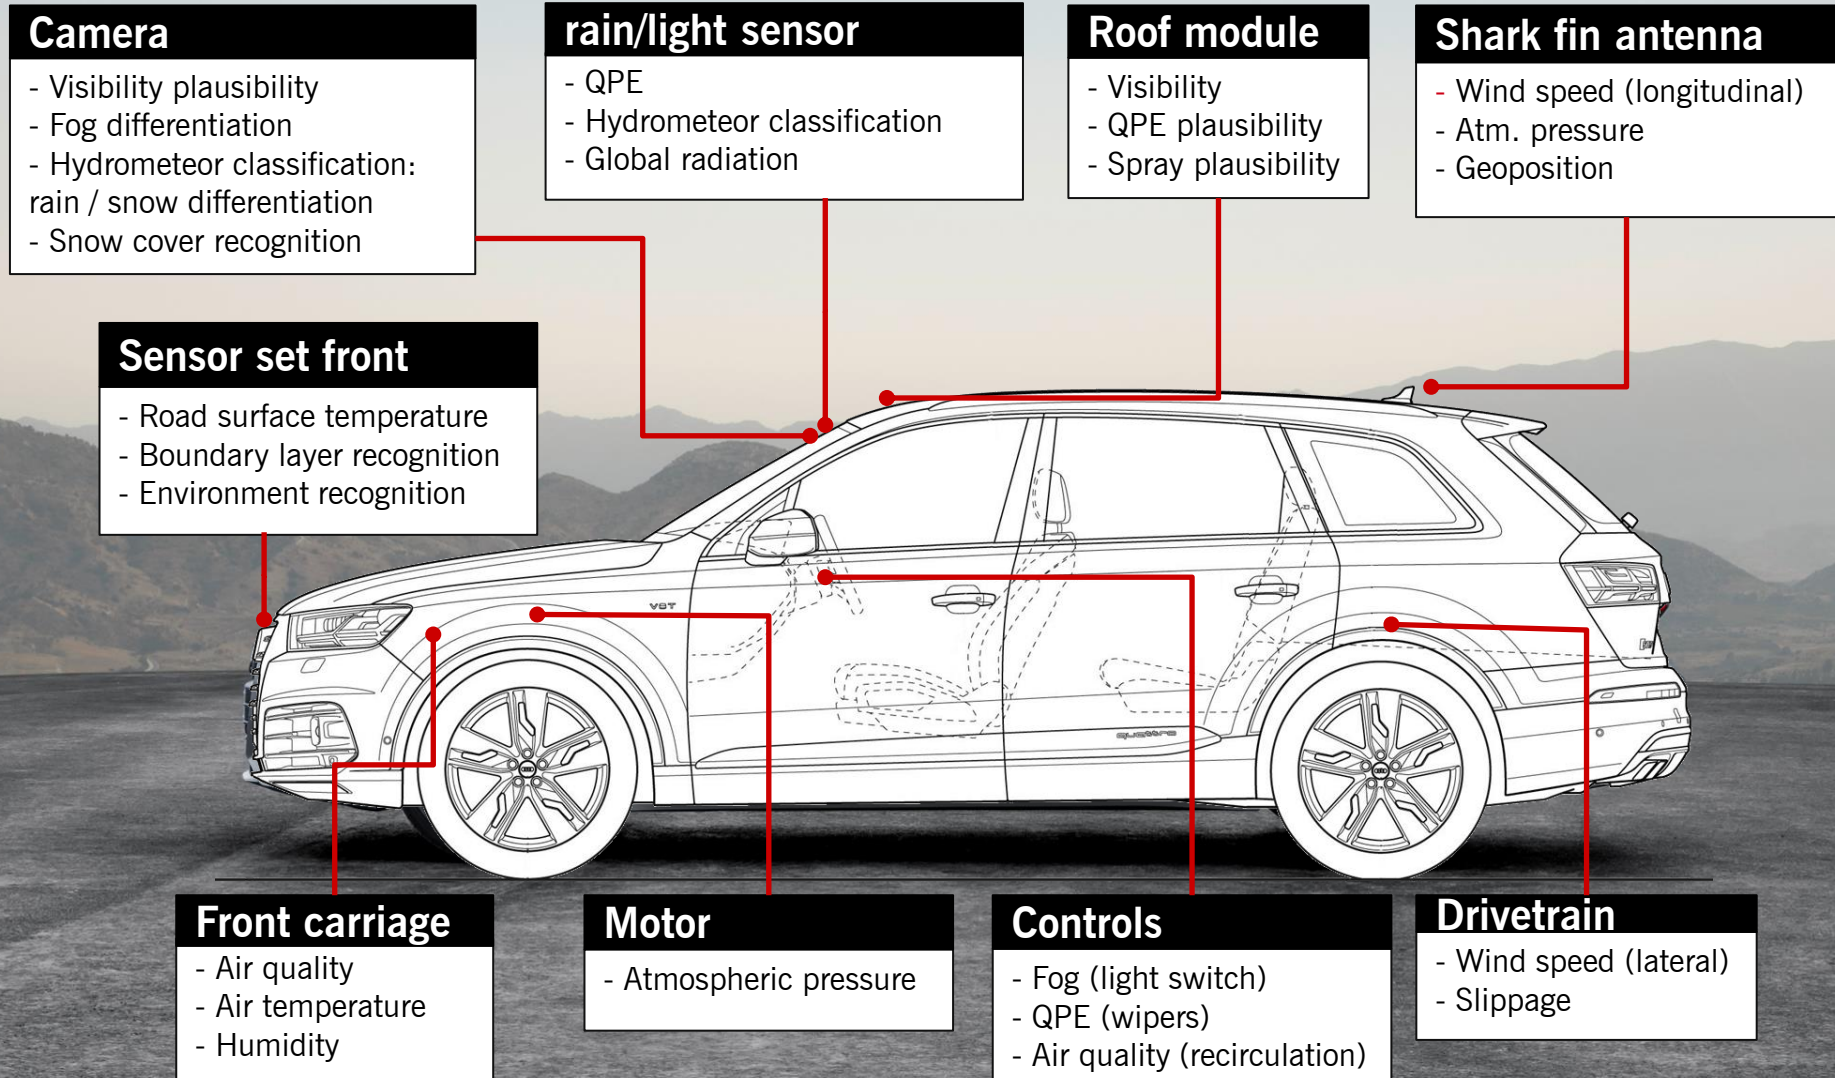 Camera
- Visibility plausibility
- Fog differentiation
- Hydrometeor classification:
rain / snow differentiation
- Snow cover recognition
rain/light sensor
- QPE
- Hydrometeor classification
- Global radiation
Roof module
- Visibility
- QPE plausibility
- Spray plausibility
Shark fin antenna
- Wind speed (longitudinal)
- Atm. pressure
- Geoposition
Sensor set front
- Road surface temperature
- Boundary layer recognition
- Environment recognition
V8T
quattro
Front carriage
- Air quality
- Air temperature
- Humidity
Motor
- Atmospheric pressure
Controls
- Fog (light switch)
- QPE (wipers)
- Air quality (recirculation)
Drivetrain
- Wind speed (lateral)
- Slippage